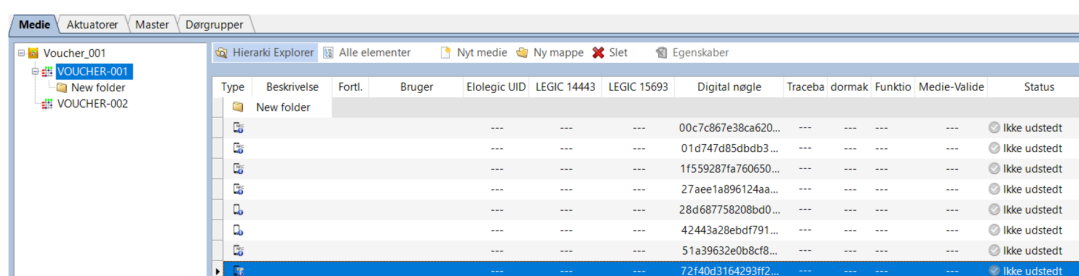 Medie Aktuatorer Master Dørgrupper
Voucher_001
VOUCHER-001
New folder
VOUCHER-002
Hierarki Explorer Alle elementer Nyt medie Ny mappe Slet Egenskaber
Type Beskrivelse Fortl. Bruger Elolegic UID LEGIC 14443 LEGIC 15693 Digital nøgle Traceba dormak Funktio Medie-Valide Status
New folder
--- --- --- 00c7c867e38ca620... --- --- --- --- Ikke udstedt
--- --- --- 01d747d85dbdb3... --- --- --- --- Ikke udstedt
--- --- --- 1f559287fa760650... --- --- --- --- Ikke udstedt
--- --- --- 27aee1a896124aa... --- --- --- --- Ikke udstedt
--- --- --- 28d687758208bd0... --- --- --- --- Ikke udstedt
--- --- --- 42443a28ebdf791... --- --- --- --- Ikke udstedt
--- --- --- 51a39632e0b8cf8... --- --- --- --- Ikke udstedt
--- --- --- 72f40d3164293ff2... --- --- --- --- Ikke udstedt